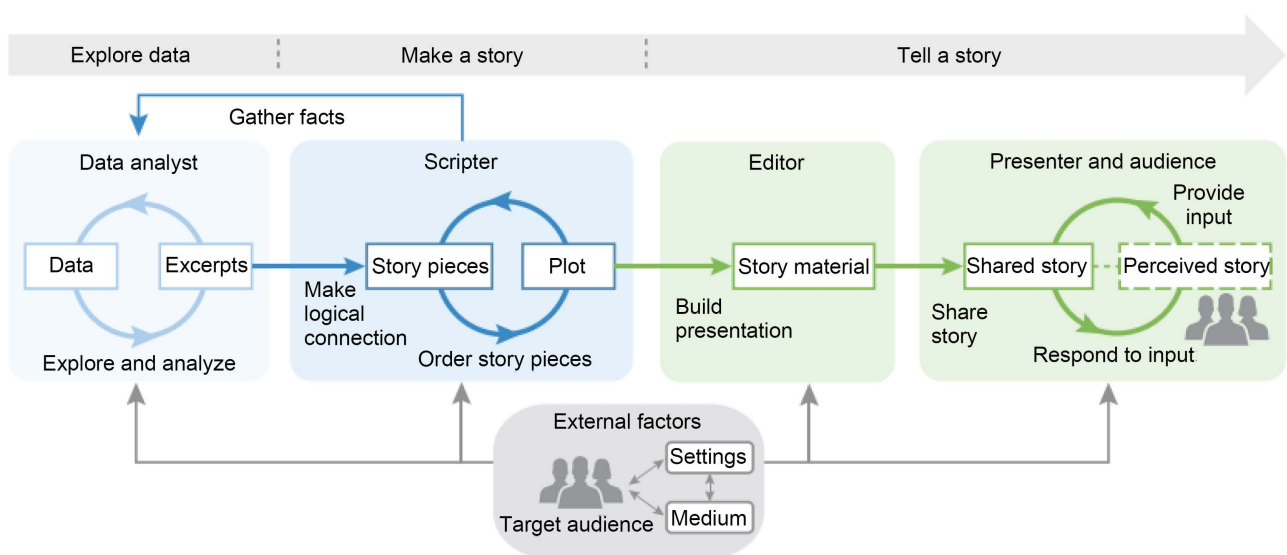 Explore data
Make a story
Tell a story
Gather facts
Data analyst
Scripter
Editor
Presenter and audience
Provide
input
Data
Excerpts
Story pieces
Plot
Story material
Shared story
Perceived story
Make
logical
connection
Build
presentation
Share
story
Explore and analyze
Order story pieces
Respond to input
External factors
Settings
Target audience
Medium